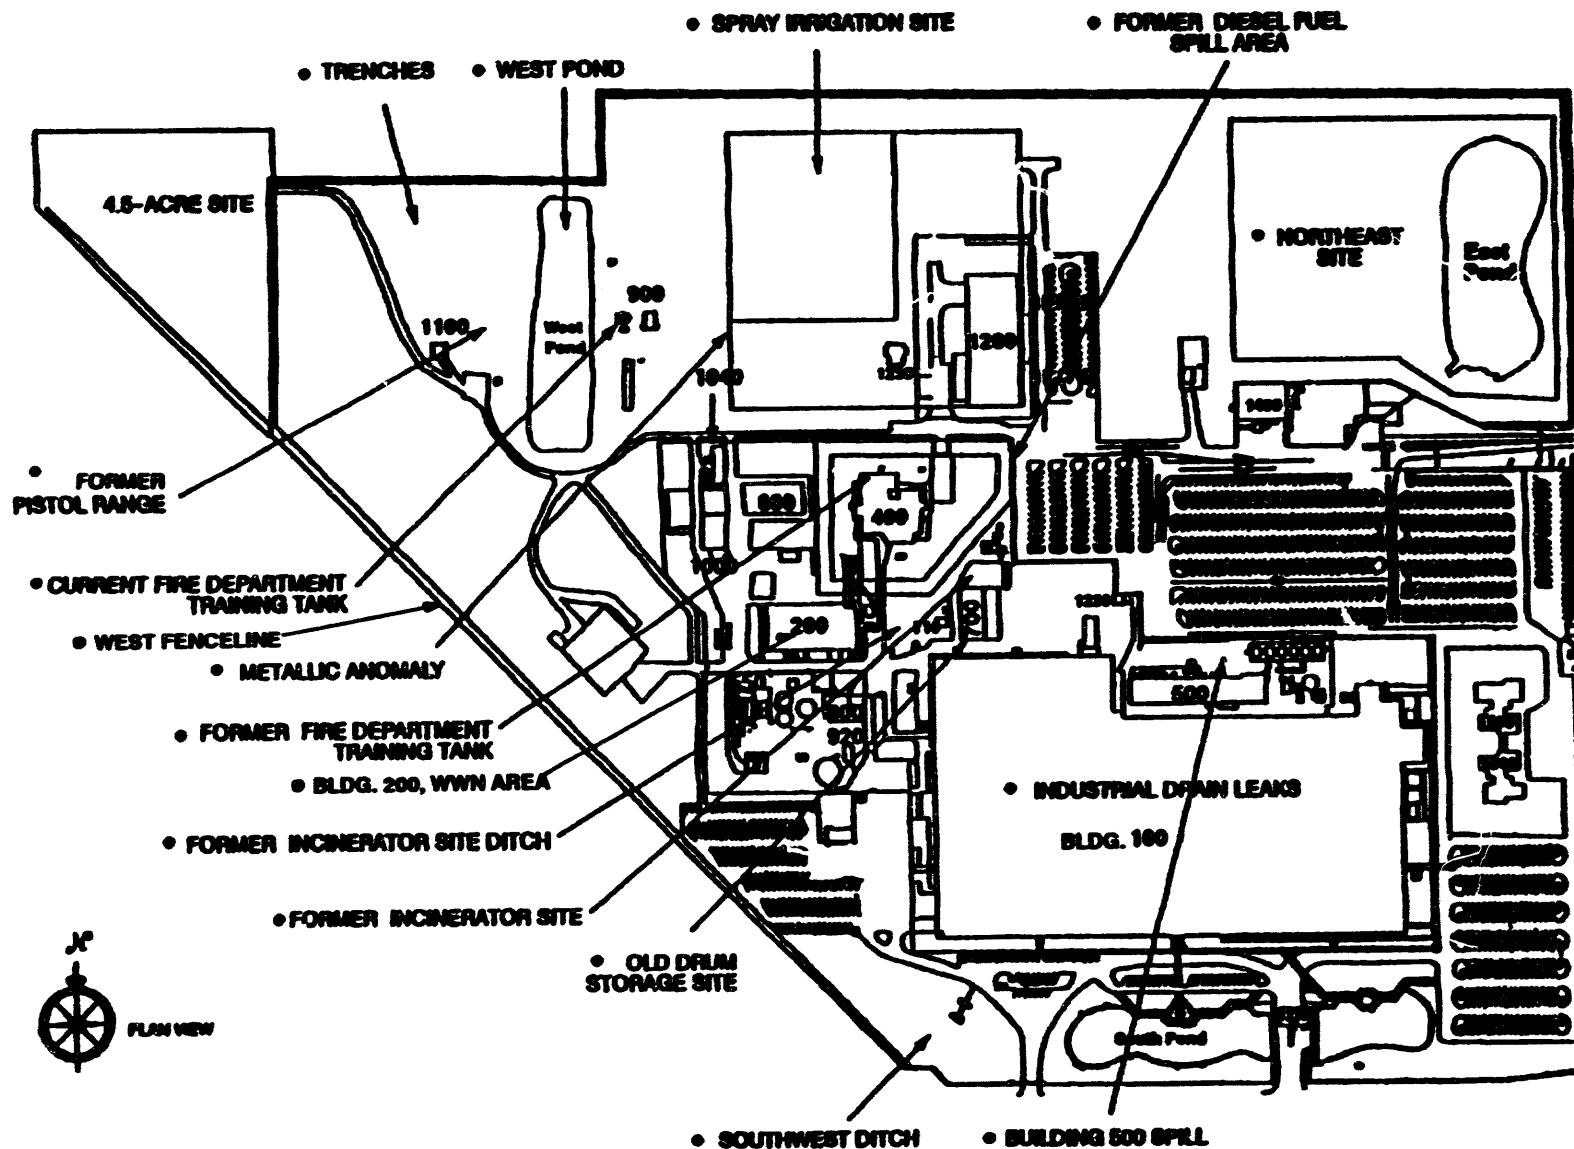 ● SPRAY IRRIGATION SITE
● FORMER DIESEL FUEL
SPILL AREA
● TRENCHES
● WEST POND
4.5-ACRE SITE
● NORTHEAST
SITE
East
Pond
900
1100
West
Pond
1200
1040
● FORMER
PISTOL RANGE
400
● CURRENT FIRE DEPARTMENT
TRAINING TANK
● WEST FENCELINE
200
● METALLIC ANOMALY
500
● FORMER FIRE DEPARTMENT
TRAINING TANK
920
● BLDG. 200, WWN AREA
● INDUSTRIAL DRAIN LEAKS
BLDG. 100
● FORMER INCINERATOR SITE DITCH
● FORMER INCINERATOR SITE
● OLD DRUM
STORAGE SITE
N
PLAN VIEW
South Pond
● SOUTHWEST DITCH
● BUILDING 500 SPILL